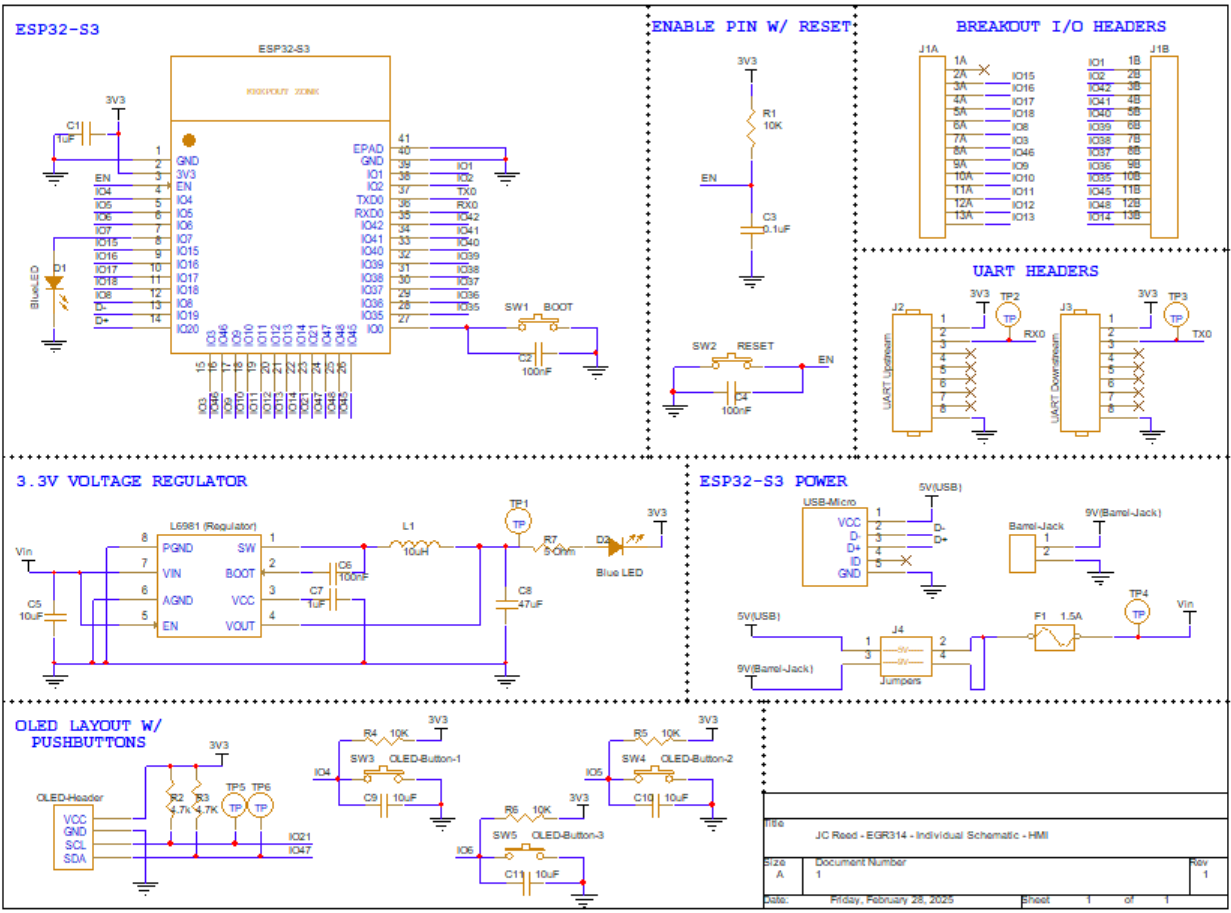 ESP32-S3
ESP32-S3
KEEPOUT ZONE
3V3
C1
1uF
1
2
3
4
5
6
7
8
9
10
11
12
13
14
EN
IO4
IO5
IO6
IO7
IO15
IO16
IO17
IO18
IO8
D-
D+
GND
3V3
EN
IO4
IO5
IO6
IO7
IO15
IO16
IO17
IO18
IO8
IO19
IO20
D1
BlueLED
EPAD
GND
IO1
IO2
TXD0
RXD0
IO42
IO41
IO40
IO39
IO38
IO37
IO36
IO35
IO0
41
40
39
38
37
36
35
34
33
32
31
30
29
28
27
IO1
IO2
TX0
RX0
IO42
IO41
IO40
IO39
IO38
IO37
IO36
IO35
IO3
IO46
IO9
IO10
IO11
IO12
IO13
IO14
IO21
IO47
IO48
IO45
15
16
17
18
19
20
21
22
23
24
25
26
IO3
IO46
IO9
IO10
IO11
IO12
IO13
IO14
IO21
IO47
IO48
IO45
SW1 BOOT
C2
100nF
ENABLE PIN W/ RESET
3V3
R1
10K
EN
C3
0.1uF
SW2 RESET
EN
C4
100nF
BREAKOUT I/O HEADERS
J1A
1A
2A
3A
4A
5A
6A
7A
8A
9A
10A
11A
12A
13A
IO15
IO16
IO17
IO18
IO8
IO3
IO46
IO9
IO10
IO11
IO12
IO13
J1B
IO1 1B
IO2 2B
IO42 3B
IO41 4B
IO40 5B
IO39 6B
IO38 7B
IO37 8B
IO36 9B
IO35 10B
IO45 11B
IO48 12B
IO14 13B
UART HEADERS
J2
UART Upstream
1
2
3
4
5
6
7
8
3V3
TP2
TP
RX0
J3
UART Downstream
1
2
3
4
5
6
7
8
3V3
TP3
TP
TX0
3.3V VOLTAGE REGULATOR
L6981 (Regulator)
Vin
C5
10uF
8 PGND SW 1
7 VIN BOOT 2
6 AGND VCC 3
5 EN VOUT 4
L1
10uH
C6
100nF
C7
1uF
TP1
TP
R7
5 Ohm
D2
Blue LED
3V3
C8
47uF
ESP32-S3 POWER
USB-Micro
VCC 1
D- 2
D+ 3
ID 4
GND 5
5V(USB)
D-
D+
Barrel-Jack
1
2
9V(Barrel-Jack)
5V(USB)
9V(Barrel-Jack)
J4
1 2
3 4
Jumpers
F1 1.5A
TP4
TP
Vin
OLED LAYOUT W/
PUSHBUTTONS
3V3
OLED-Header
VCC
GND
SCL
SDA
R2
4.7k
R3
4.7K
TP5 TP6
TP TP
IO21
IO47
3V3
R4 10K
SW3 OLED-Button-1
IO4
C9 10uF
3V3
R5 10K
SW4 OLED-Button-2
IO5
C10 10uF
3V3
R6 10K
SW5 OLED-Button-3
IO6
C11 10uF
Title
JC Reed - EGR314 - Individual Schematic - HMI
Size Document Number Rev
A 1 1
Date: Friday, February 28, 2025 Sheet 1 of 1